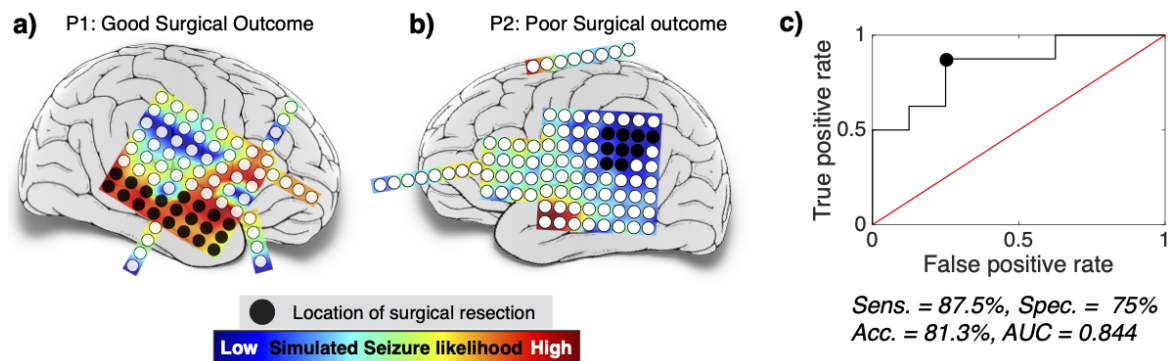 a) P1: Good Surgical Outcome
b) P2: Poor Surgical outcome
c)
True positive rate
1
0.5
0
0 0.5 1
False positive rate
Sens. = 87.5%, Spec. = 75%
Acc. = 81.3%, AUC = 0.844
Location of surgical resection
Low Simulated Seizure likelihood High